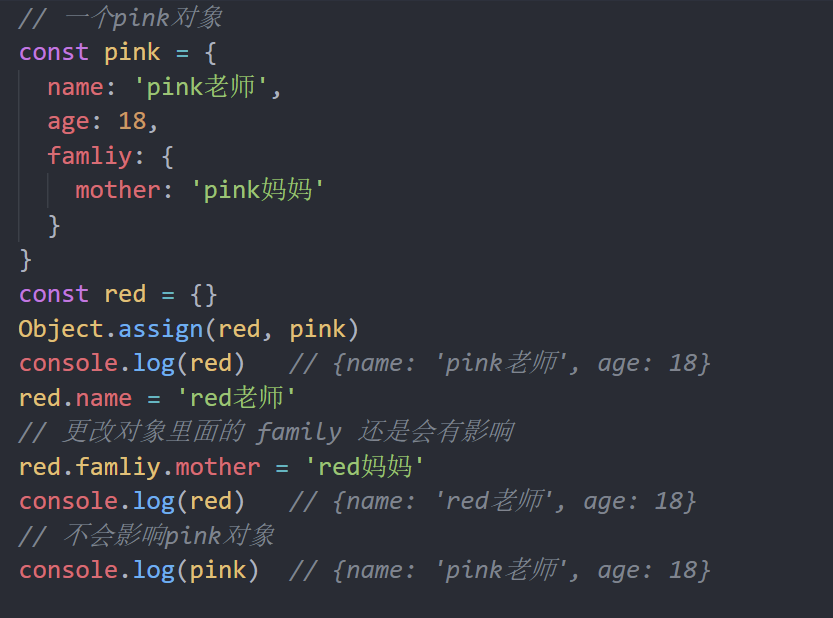 // 一个pink对象
const pink = {
  name: 'pink老师',
  age: 18,
  famliy: {
    mother: 'pink妈妈'
  }
}
const red = {}
Object.assign(red, pink)
console.log(red)   // {name: 'pink老师', age: 18}
red.name = 'red老师'
// 更改对象里面的 family 还是会有影响
red.famliy.mother = 'red妈妈'
console.log(red)   // {name: 'red老师', age: 18}
// 不会影响pink对象
console.log(pink)  // {name: 'pink老师', age: 18}